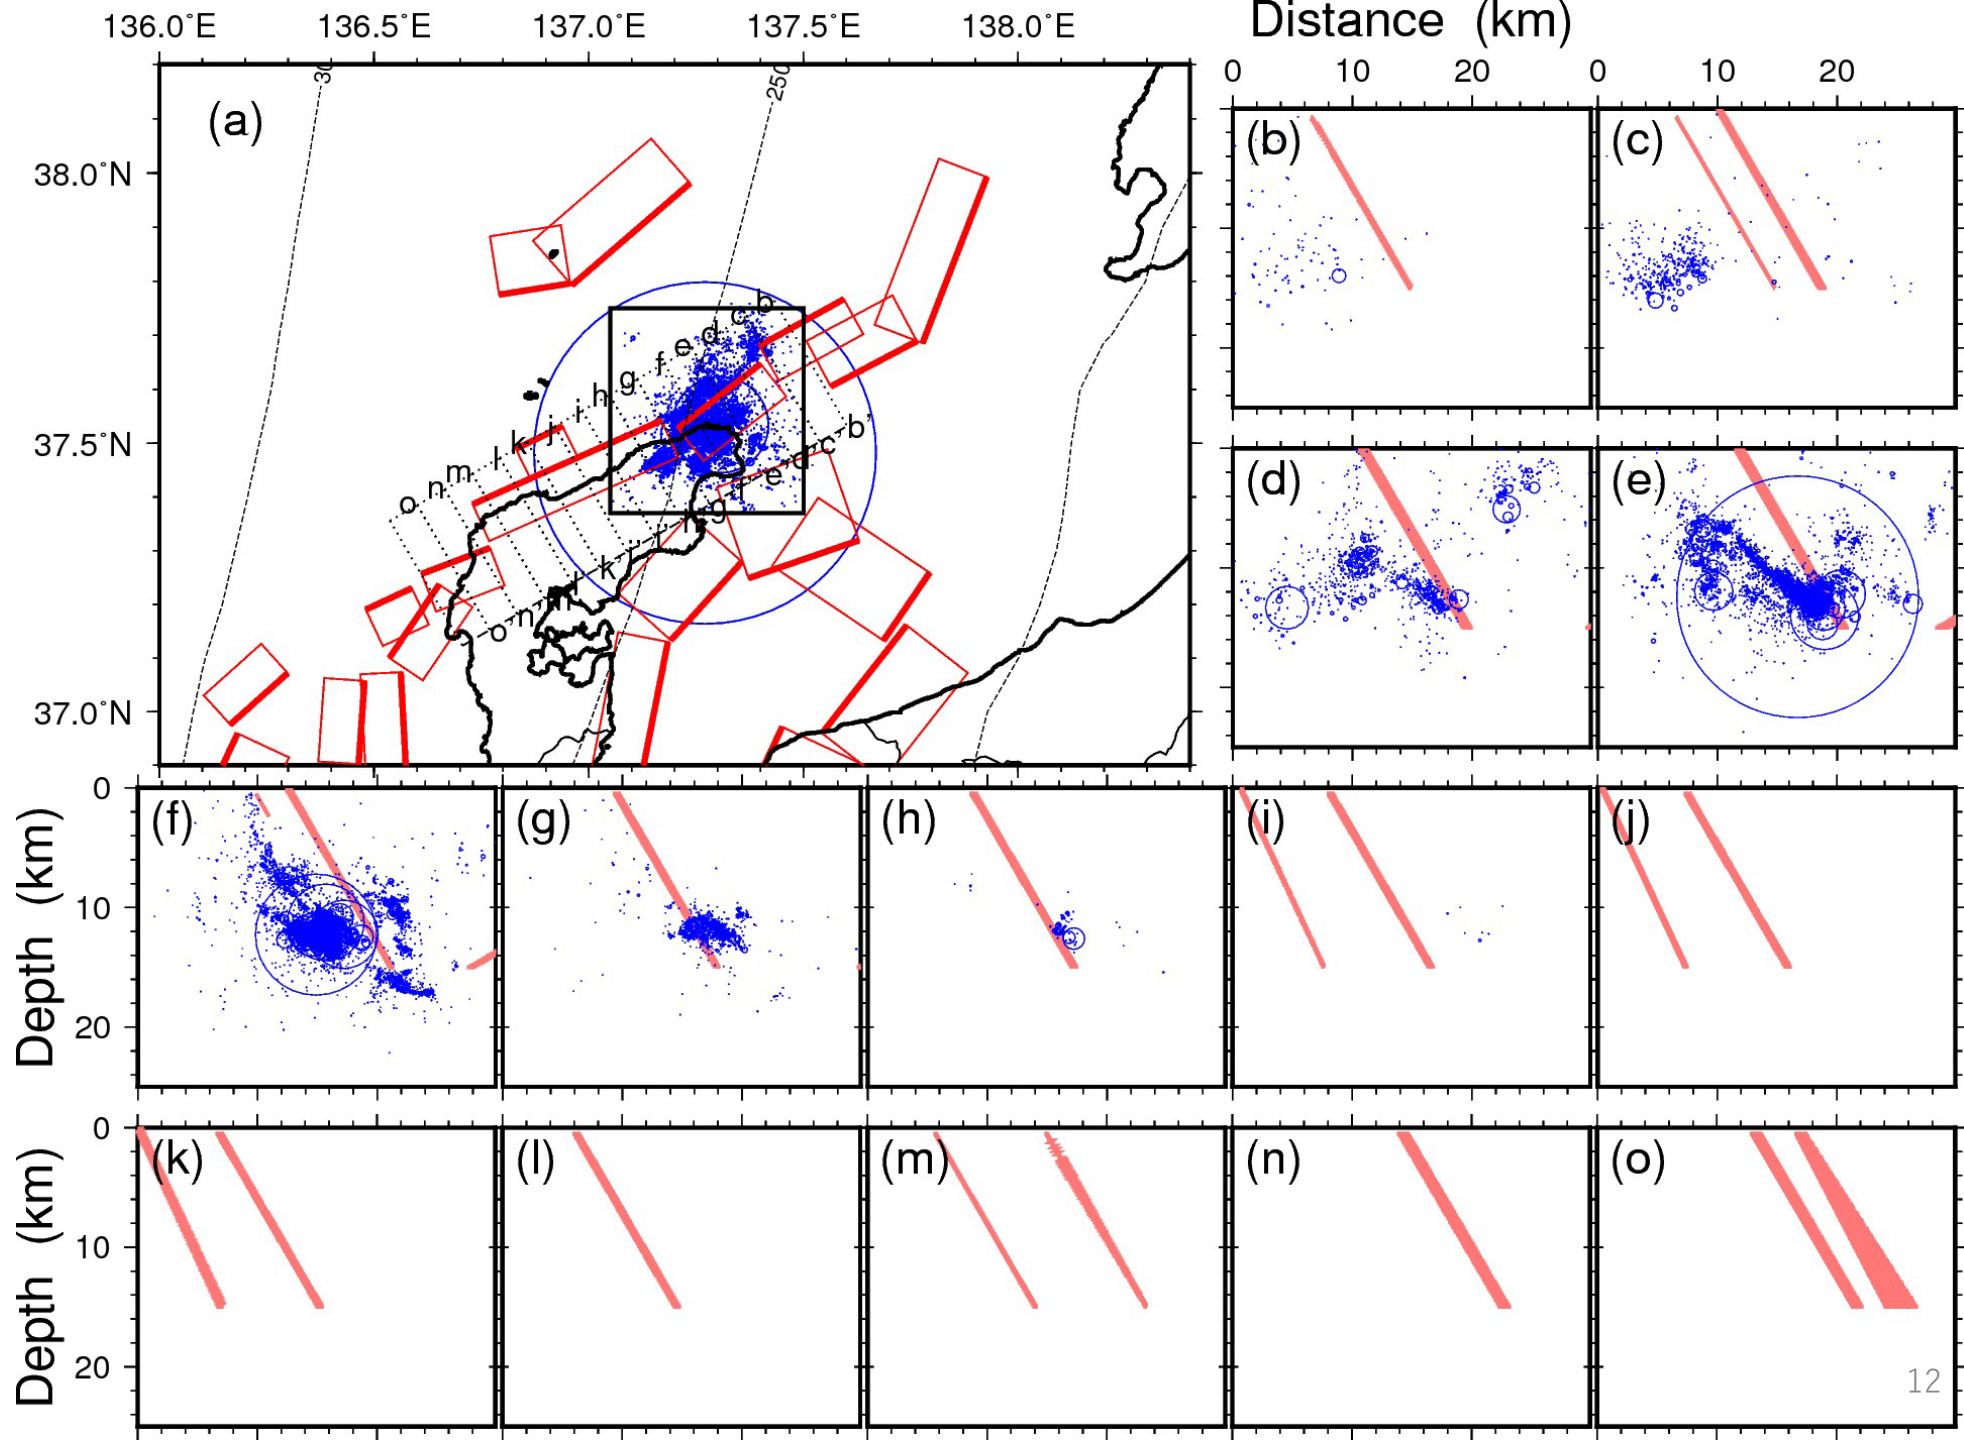 136.0°E 136.5°E 137.0°E 137.5°E 138.0°E
Distance (km)
0 10 20 0 10 20
38.0°N
37.5°N
37.0°N
(a)
30
250
b
c
d
e
f
g
h
i
j
k
l
m
n
o
b'
c'
d'
e'
f'
g'
h'
i'
k'
l'
m'
n'
o'
(b) (c)
(d) (e)
0
10
20
Depth (km)
(f) (g) (h) (i) (j)
0
10
20
Depth (km)
(k) (l) (m) (n) (o)
12